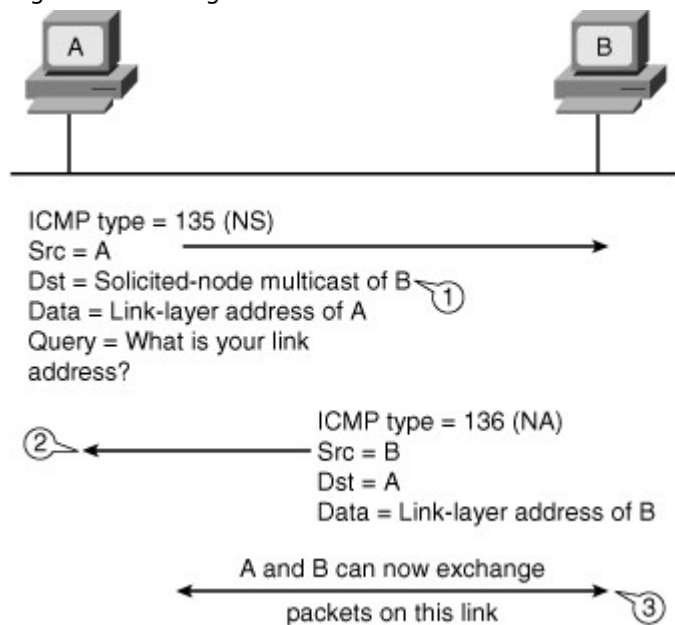 A
B
ICMP type = 135 (NS)
Src = A
Dst = Solicited-node multicast of B
1
Data = Link-layer address of A
Query = What is your link
address?
ICMP type = 136 (NA)
2
Src = B
Dst = A
Data = Link-layer address of B
A and B can now exchange
packets on this link
3